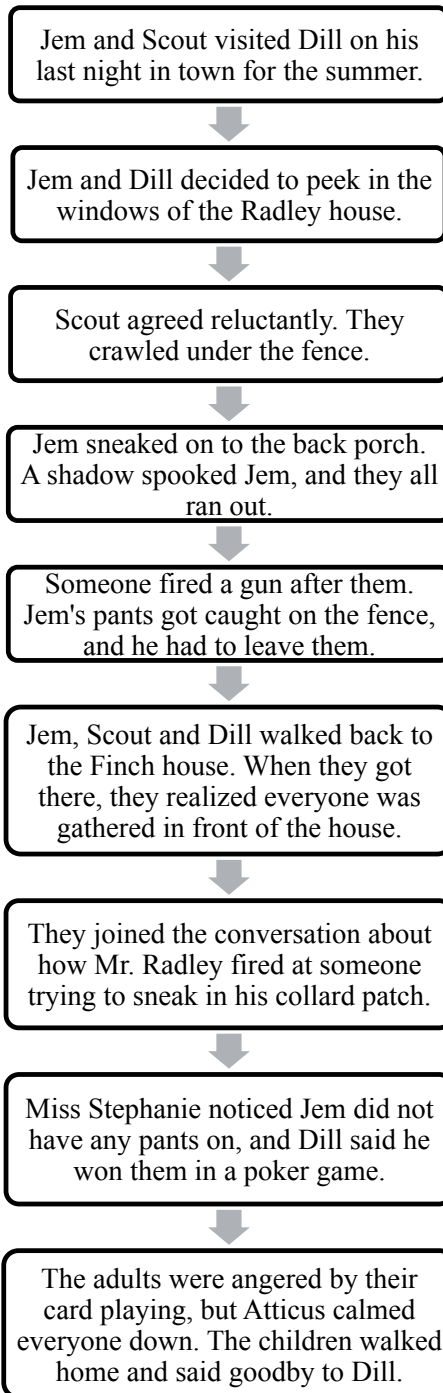 Jem and Scout visited Dill on his
last night in town for the summer.
Jem and Dill decided to peek in the
windows of the Radley house.
Scout agreed reluctantly. They
crawled under the fence.
Jem sneaked on to the back porch.
A shadow spooked Jem, and they all
ran out.
Someone fired a gun after them.
Jem's pants got caught on the fence,
and he had to leave them.
Jem, Scout and Dill walked back to
the Finch house. When they got
there, they realized everyone was
gathered in front of the house.
They joined the conversation about
how Mr. Radley fired at someone
trying to sneak in his collard patch.
Miss Stephanie noticed Jem did not
have any pants on, and Dill said he
won them in a poker game.
The adults were angered by their
card playing, but Atticus calmed
everyone down. The children walked
home and said goodby to Dill.